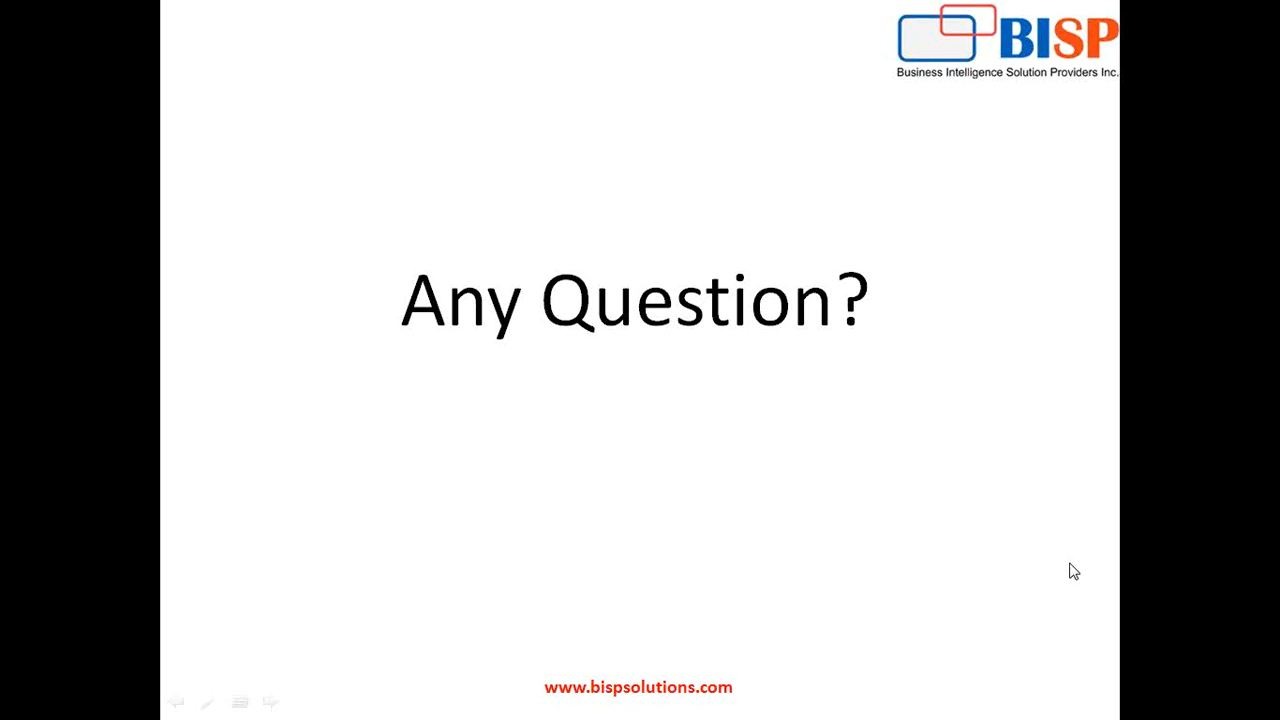 BISP
Business Intelligence Solution Providers Inc.
Any Question?
www.bispsolutions.com